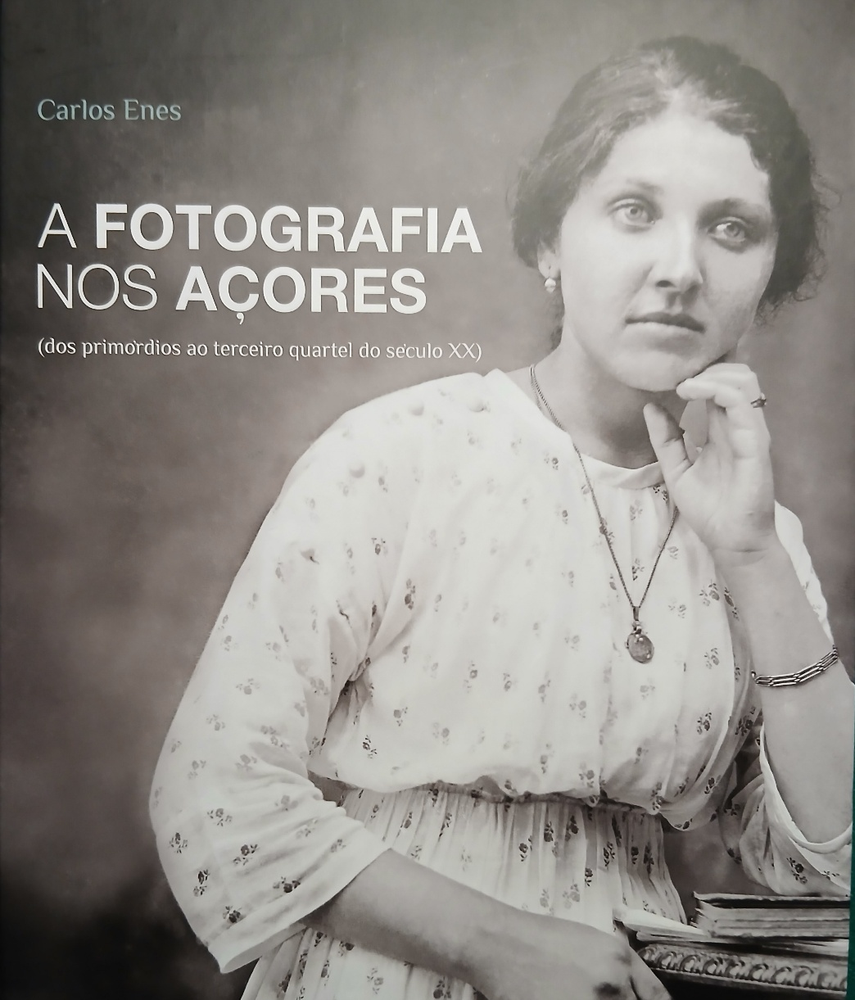 Carlos Enes
A FOTOGRAFIA
NOS AÇORES
(dos primórdios ao terceiro quartel do século XX)